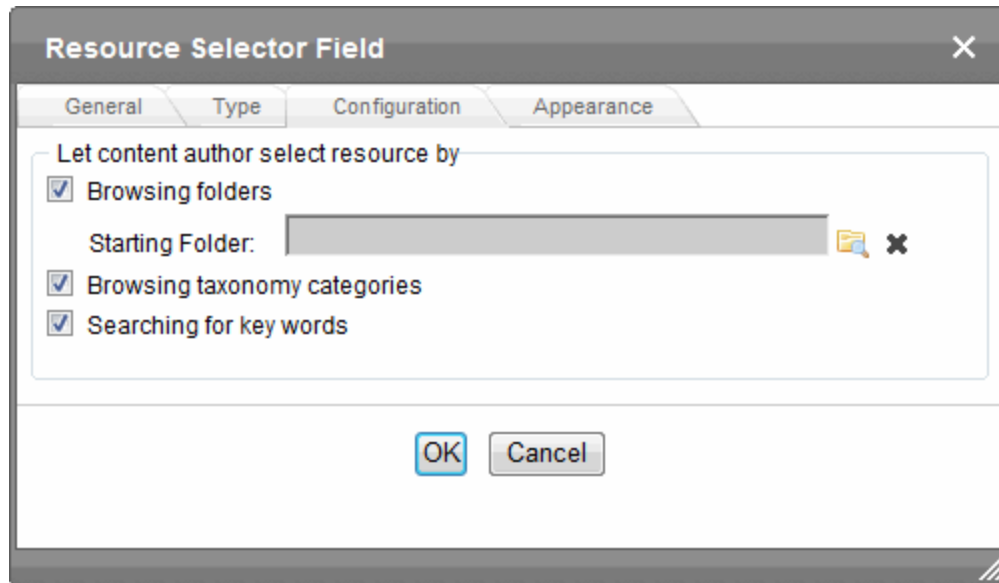 Resource Selector Field
General Type Configuration Appearance
Let content author select resource by
Browsing folders
Starting Folder:
Browsing taxonomy categories
Searching for key words
OK Cancel